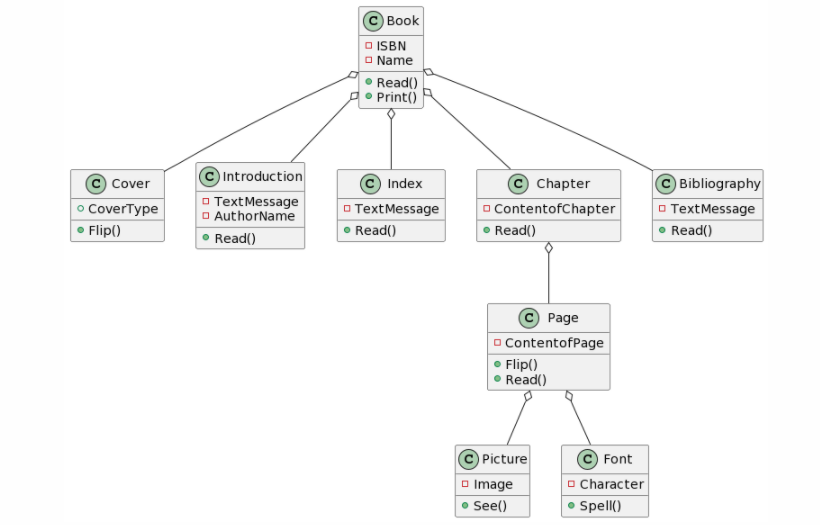 C Book
ISBN
Name
Read()
Print()
C Cover
CoverType
Flip()
C Introduction
TextMessage
AuthorName
Read()
C Index
TextMessage
Read()
C Chapter
ContentofChapter
Read()
C Bibliography
TextMessage
Read()
C Page
ContentofPage
Flip()
Read()
C Picture
Image
See()
C Font
Character
Spell()